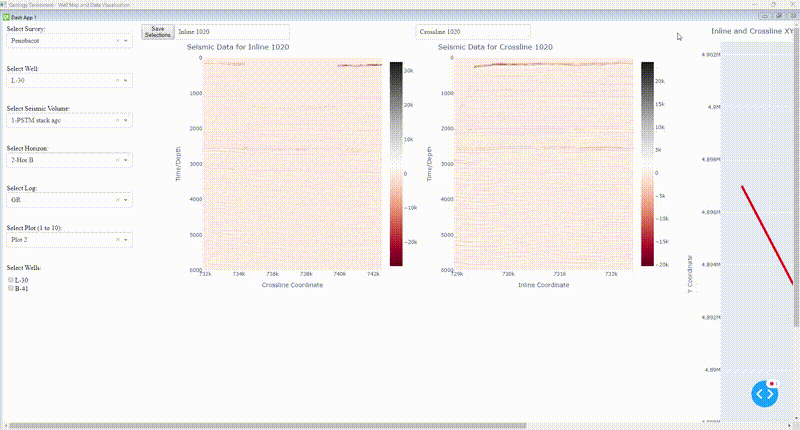 Geology Dashboard - Well Map and Data Visualization
Dash App 1
Select Survey:
Penobscot
Select Well:
L-30
Select Seismic Volume:
1-PSTM stack agc
Select Horizon:
2-Hor B
Select Log:
GR
Select Plot (1 to 10):
Plot 2
Select Wells:
L-30
B-41
Save
Selections
Inline 1020
Seismic Data for Inline 1020
0
1000
2000
3000
4000
5000
6000
Time/Depth
732k 734k 736k 738k 740k 742k
Crossline Coordinate
30k
20k
10k
0
−10k
−20k
Crossline 1020
Seismic Data for Crossline 1020
0
1000
2000
3000
4000
5000
6000
Time/Depth
729k 730k 731k 732k
Inline Coordinate
20k
15k
10k
5k
0
−5k
−10k
−15k
−20k
Inline and Crossline XY
4.902M
4.9M
4.898M
4.896M
4.894M
4.892M
4.89M
Y Coordinate